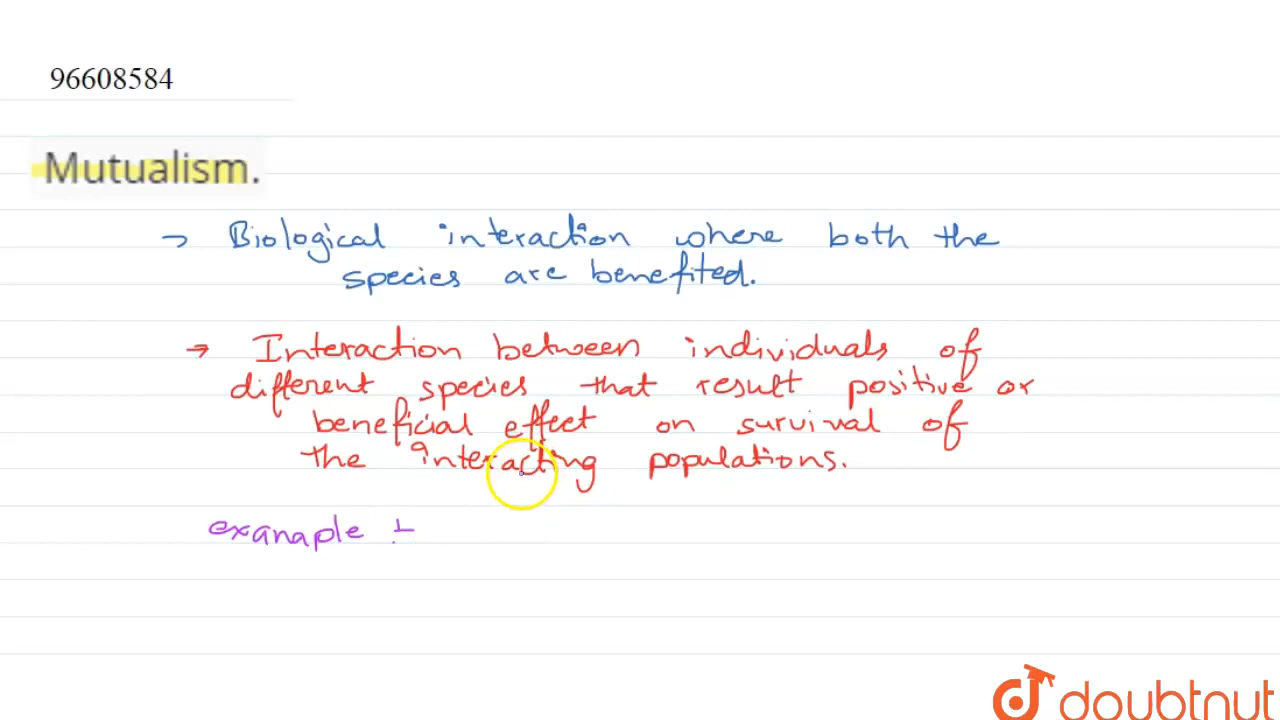 96608584
Mutualism.
→ Biological interaction where both the
species are benefited.
→ Interaction between individuals of
different species that result positive or
beneficial effect on survival of
the interacting populations.
exanaple :-
doubtnut